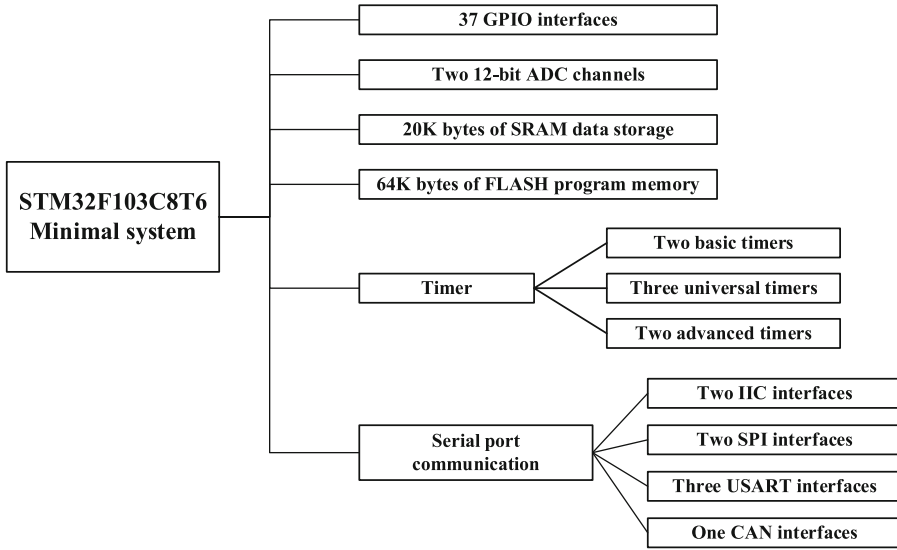 37 GPIO interfaces
Two 12-bit ADC channels
20K bytes of SRAM data storage
64K bytes of FLASH program memory
STM32F103C8T6
Minimal system
Timer
Two basic timers
Three universal timers
Two advanced timers
Serial port
communication
Two IIC interfaces
Two SPI interfaces
Three USART interfaces
One CAN interfaces